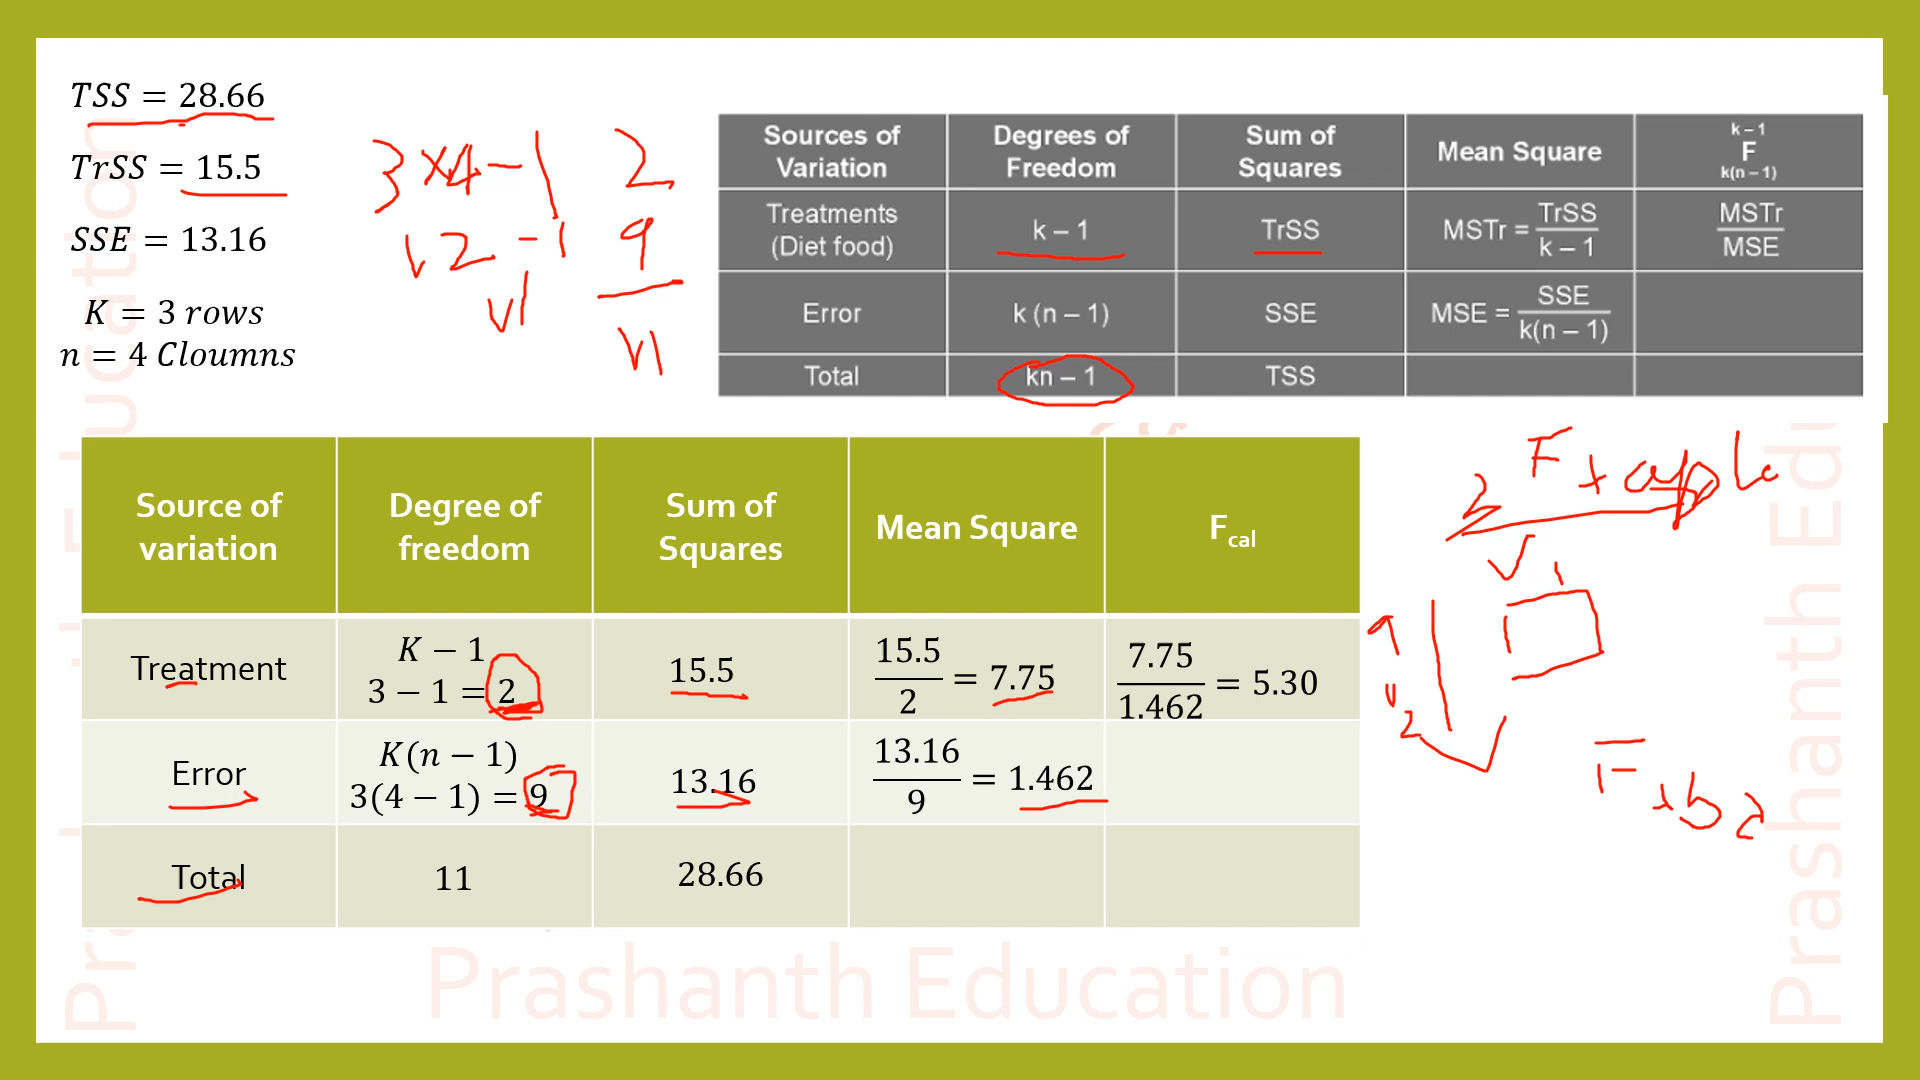 TSS = 28.66
TrSS = 15.5
SSE = 13.16
K = 3 rows
n = 4 Cloumns
3 × 4 - 1
12 - 1
11
2
9
11
Sources of Variation Degrees of Freedom Sum of Squares Mean Square k – 1 F k(n – 1)
Treatments (Diet food) k – 1 TrSS MSTr = TrSS / k – 1 MSTr / MSE
Error k (n – 1) SSE MSE = SSE / k(n – 1)
Total kn – 1 TSS
Source of variation Degree of freedom Sum of Squares Mean Square Fcal
Treatment K − 1 3 − 1 = 2 15.5 15.5 / 2 = 7.75 7.75 / 1.462 = 5.30
Error K(n − 1) 3(4 − 1) = 9 13.16 13.16 / 9 = 1.462
Total 11 28.66
2
F
F
Prashanth Education
Prashanth Edu